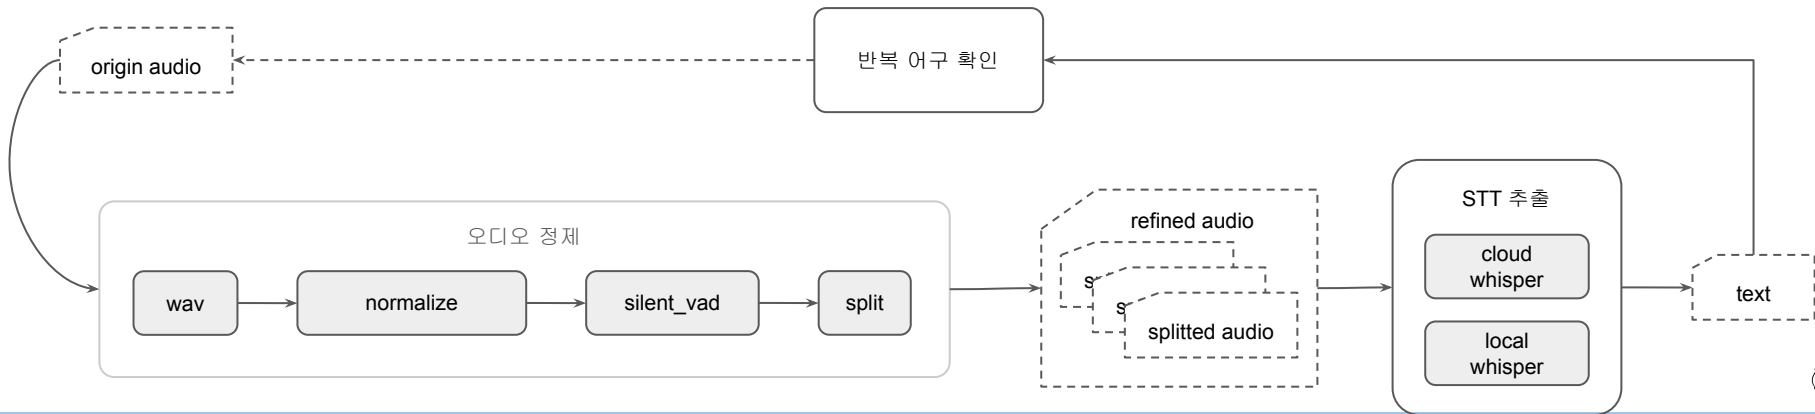 origin audio
반복 어구 확인
오디오 정제
wav
normalize
silent_vad
split
refined audio
s
s
splitted audio
STT 추출
cloud
whisper
local
whisper
text